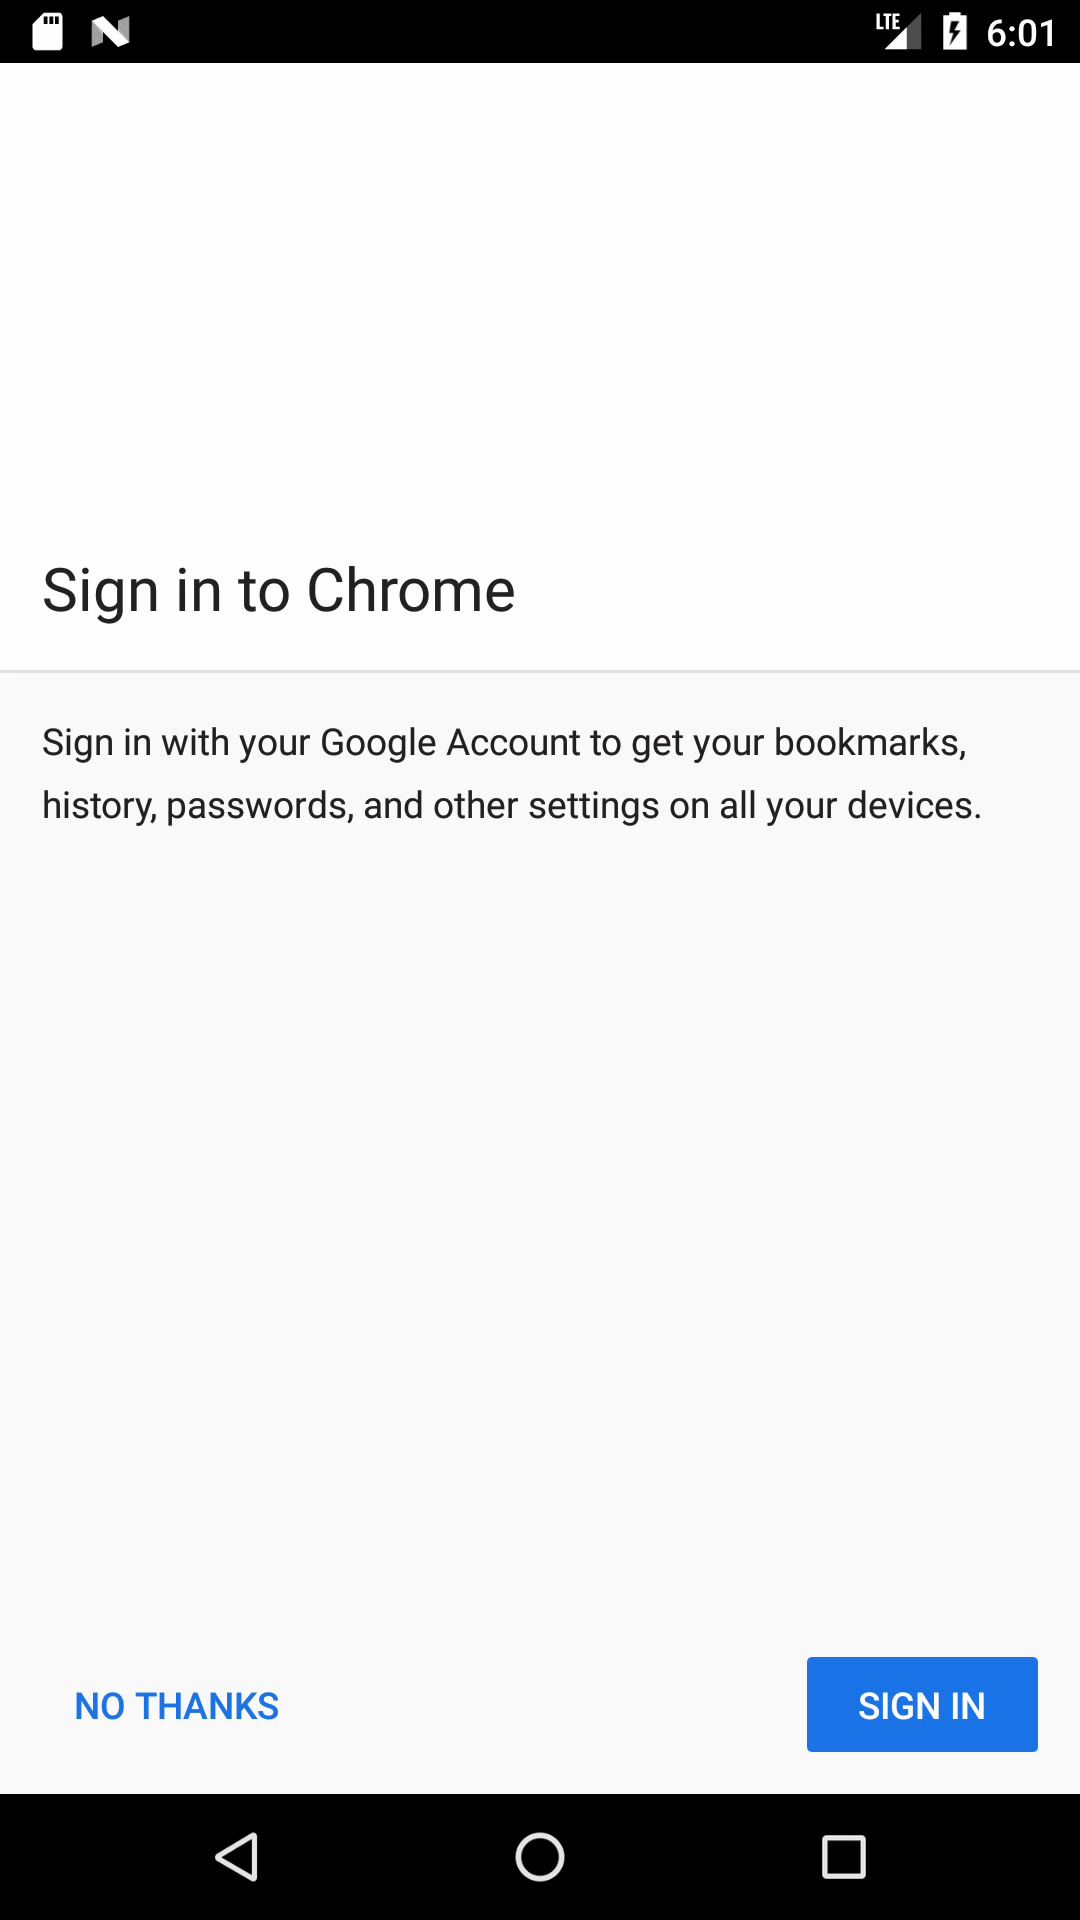 LTE 6:01
Sign in to Chrome
Sign in with your Google Account to get your bookmarks,
history, passwords, and other settings on all your devices.
NO THANKS
SIGN IN